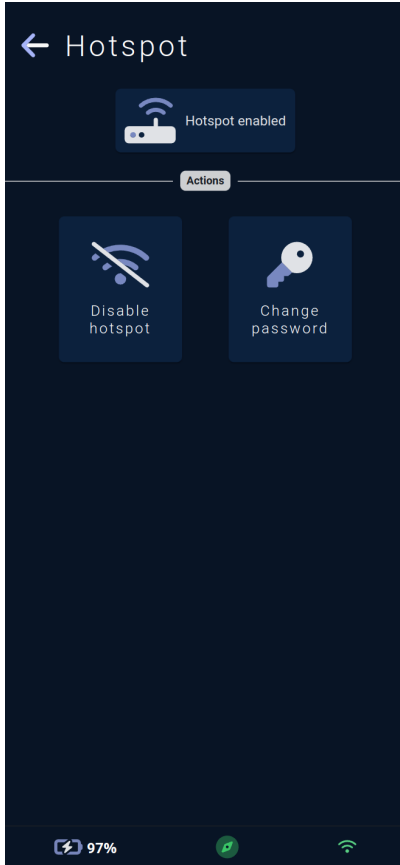 Hotspot
Hotspot enabled
Actions
Disable
hotspot
Change
password
97%